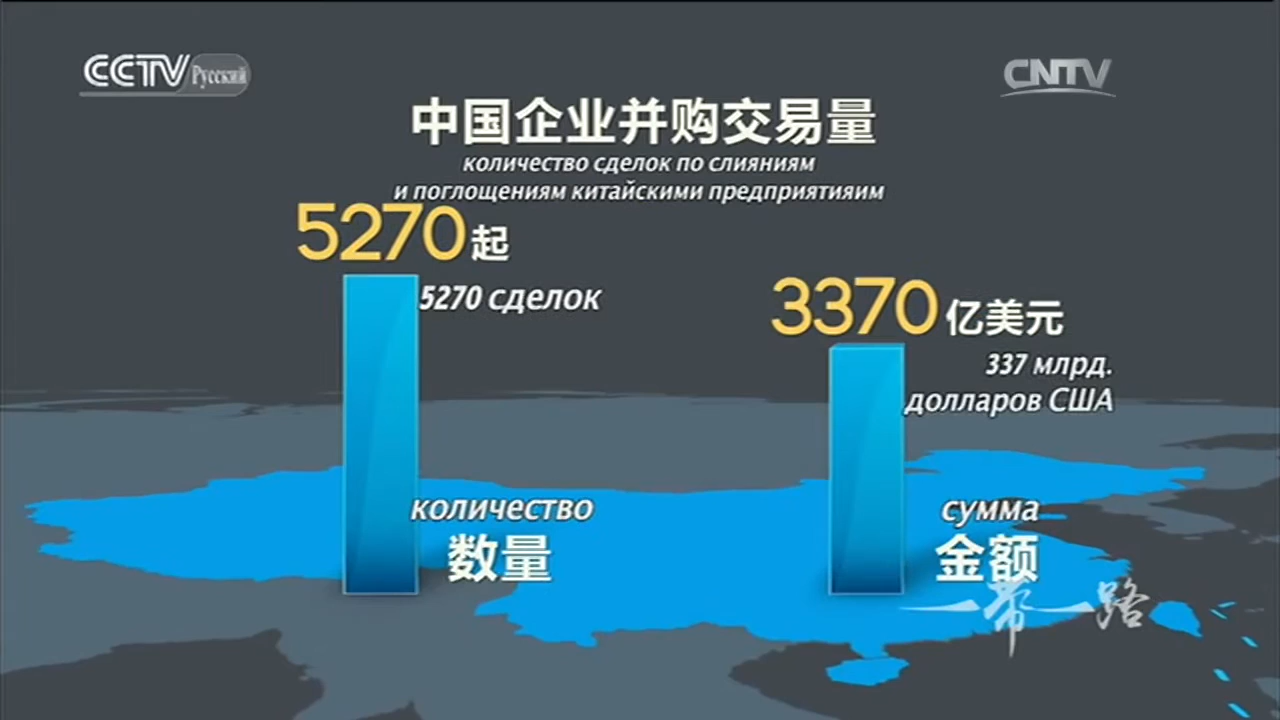 CCTV Русский
CNTV
中国企业并购交易量
количество сделок по слияниям
и поглощениям китайскими предприятияим
5270起
5270 сделок
3370亿美元
337 млрд.
долларов США
количество
数量
сумма
金额
一带一路